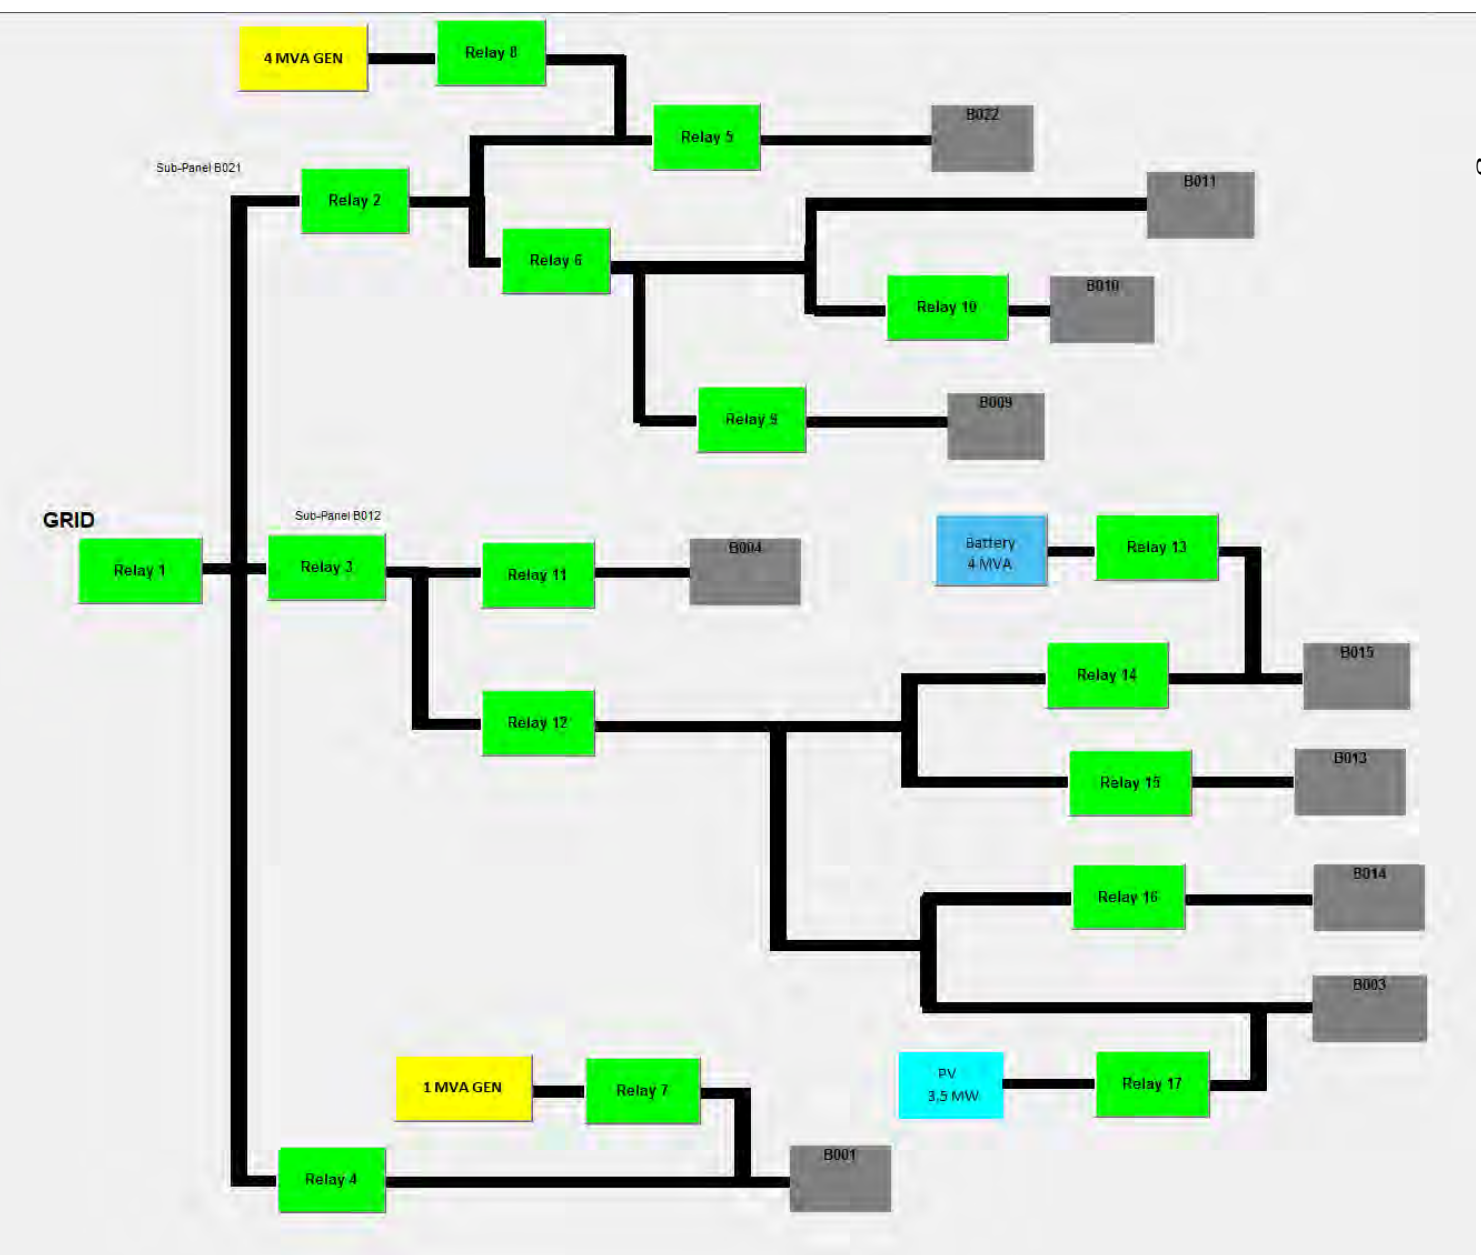 4 MVA GEN
Relay 8
Relay 5
B022
Sub-Panel B021
Relay 2
B011
Relay 6
B010
Relay 10
B009
Relay 9
GRID
Sub-Panel B012
Relay 1
Relay 3
Relay 11
B004
Battery
4 MVA
Relay 13
Relay 14
B015
Relay 12
Relay 15
B013
Relay 16
B014
B003
1 MVA GEN
Relay 7
PV
3,5 MW
Relay 17
Relay 4
B001